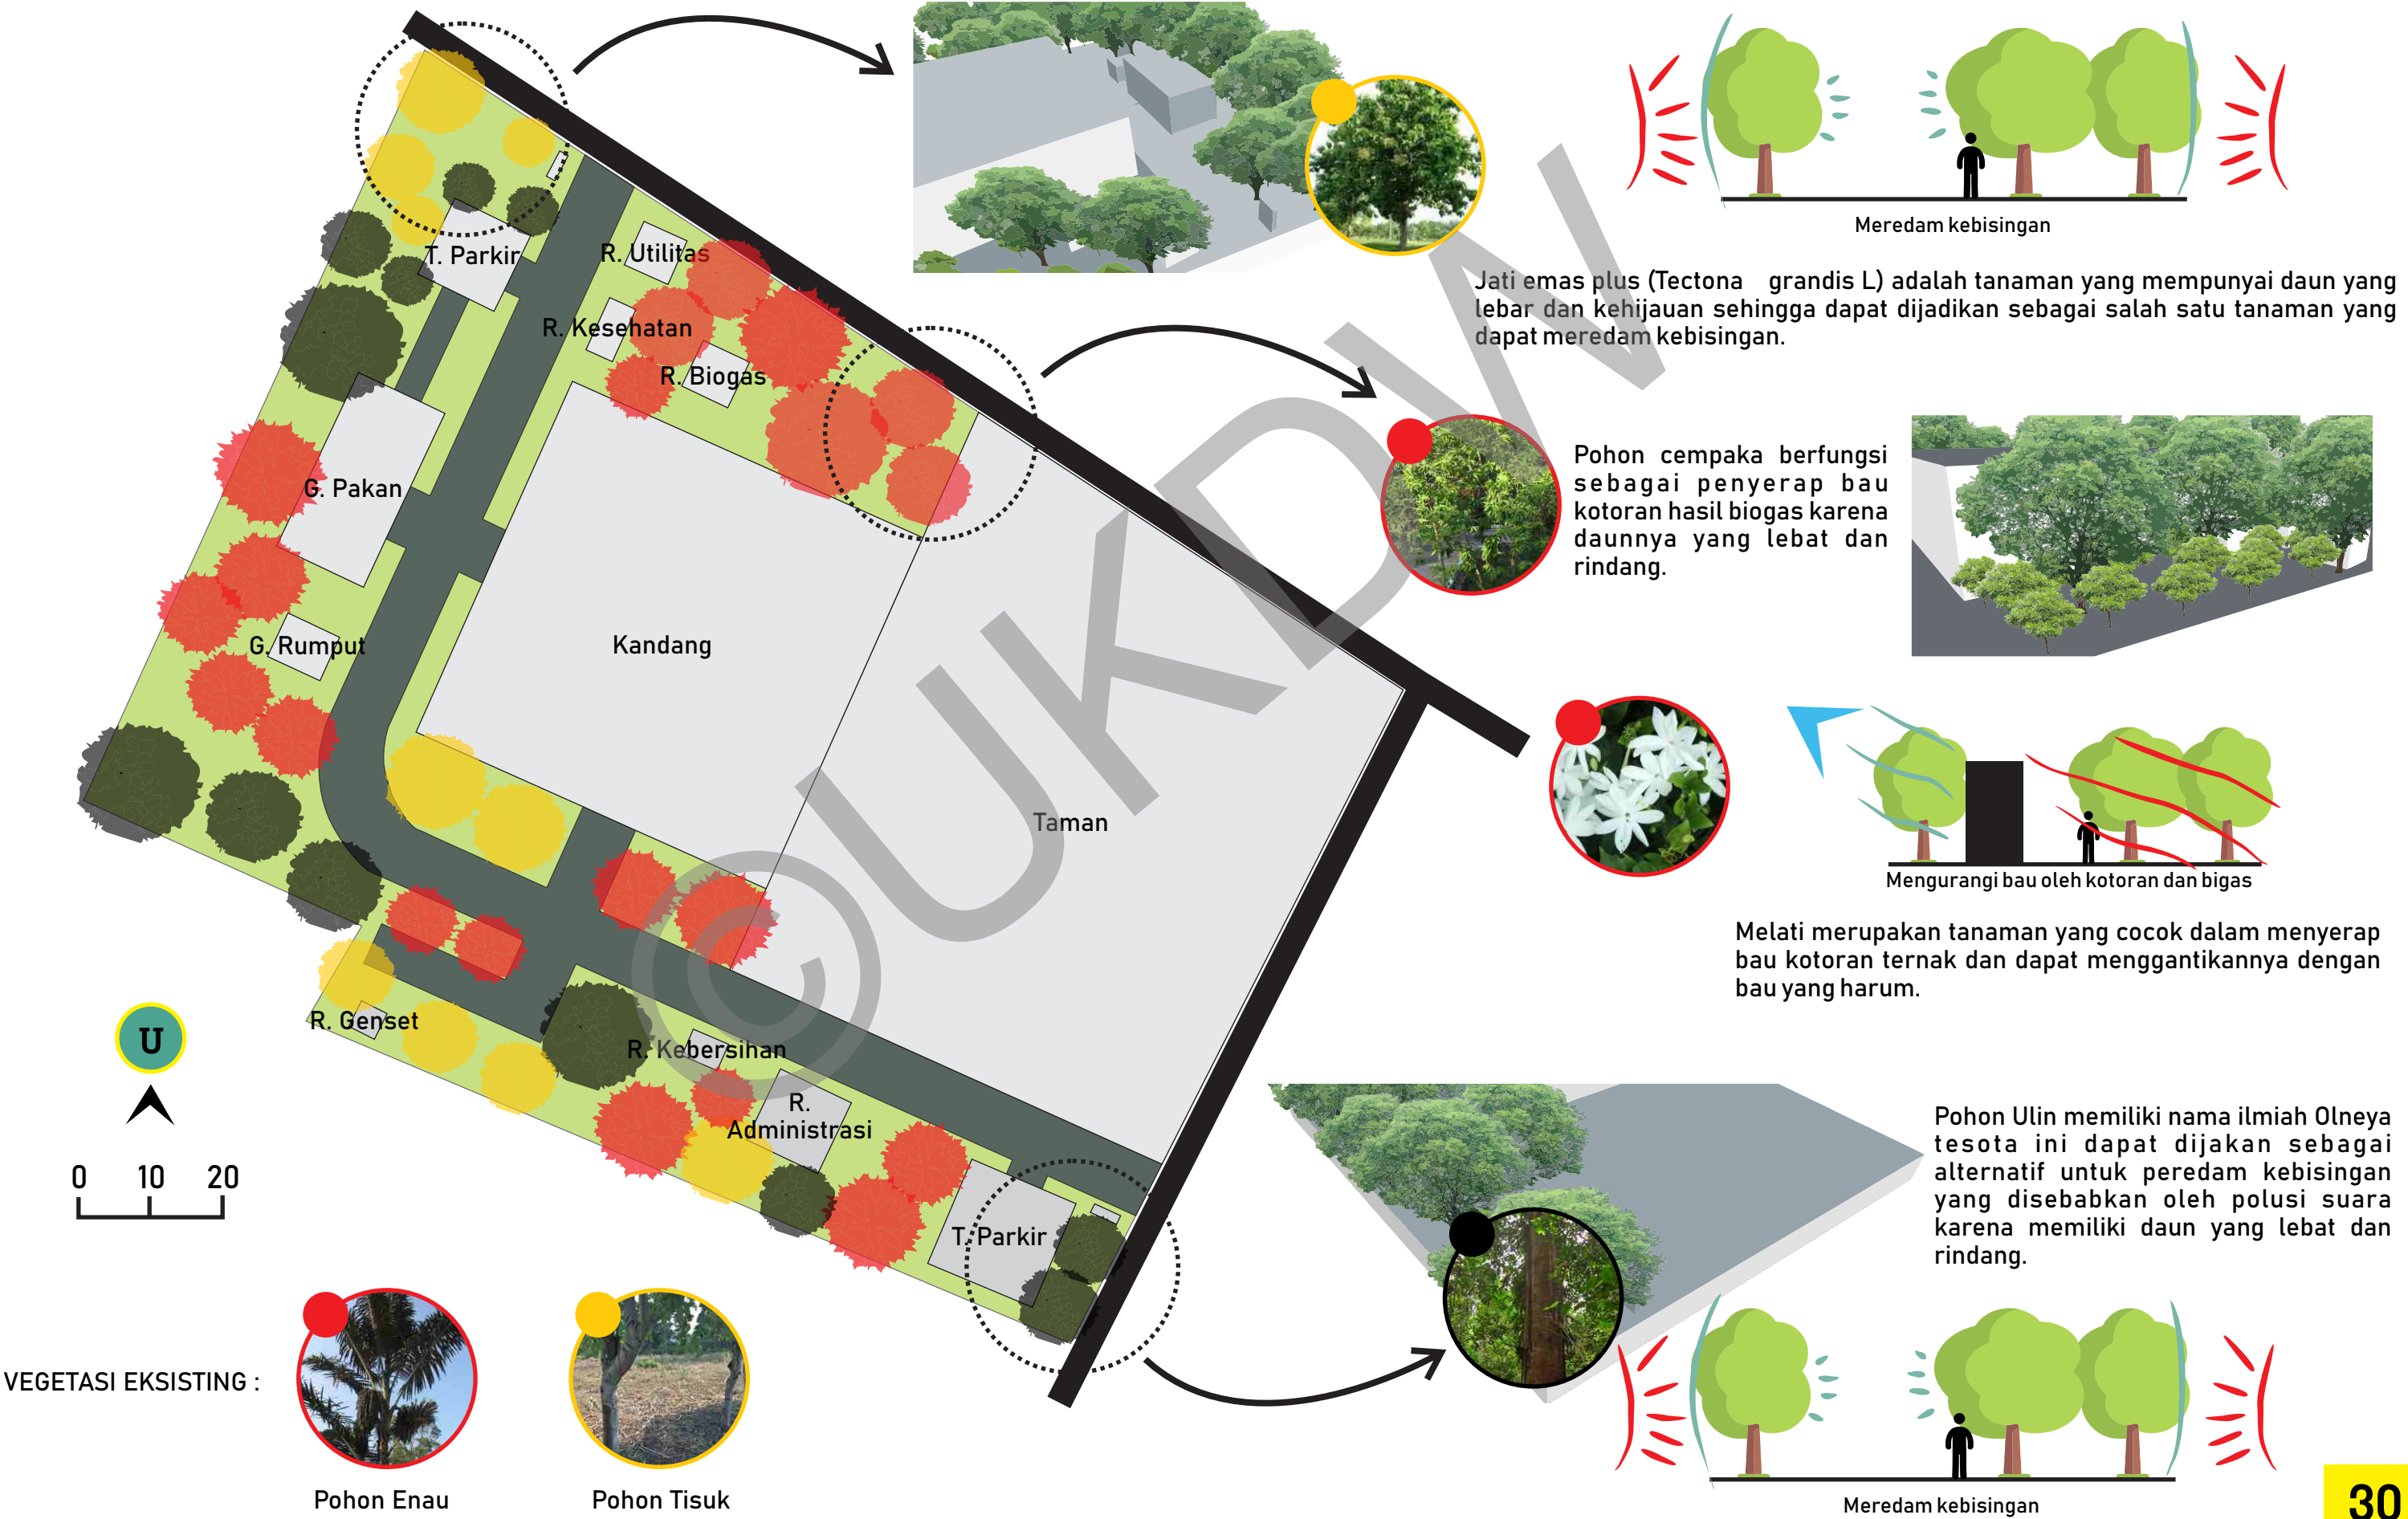 T. Parkir
R. Utilitas
R. Kesehatan
R. Biogas
G. Pakan
G. Rumput
Kandang
Taman
R. Genset
R. Kebersihan
R.
Administrasi
T. Parkir
U
0 10 20
VEGETASI EKSISTING :
Pohon Enau
Pohon Tisuk
Meredam kebisingan
Jati emas plus (Tectona grandis L) adalah tanaman yang mempunyai daun yang
lebar dan kehijauan sehingga dapat dijadikan sebagai salah satu tanaman yang
dapat meredam kebisingan.
Pohon cempaka berfungsi
sebagai penyerap bau
kotoran hasil biogas karena
daunnya yang lebat dan
rindang.
Mengurangi bau oleh kotoran dan bigas
Melati merupakan tanaman yang cocok dalam menyerap
bau kotoran ternak dan dapat menggantikannya dengan
bau yang harum.
Pohon Ulin memiliki nama ilmiah Olneya
tesota ini dapat dijakan sebagai
alternatif untuk peredam kebisingan
yang disebabkan oleh polusi suara
karena memiliki daun yang lebat dan
rindang.
Meredam kebisingan
30
©UKDW